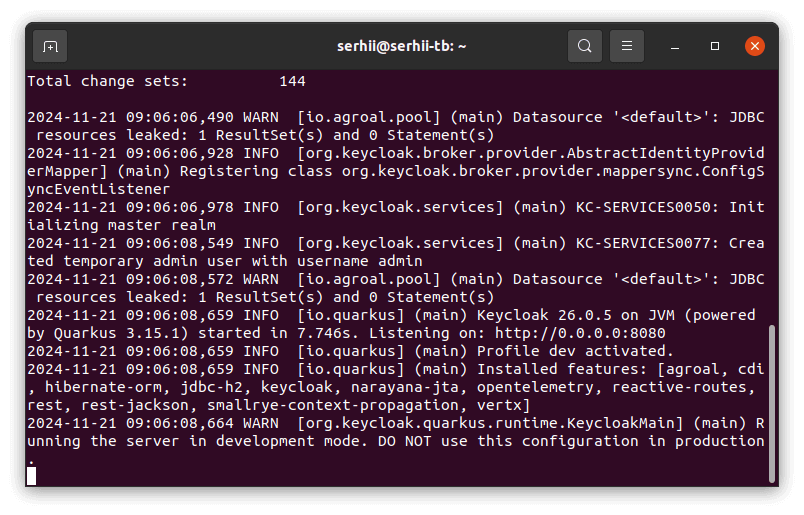 serhii@serhii-tb: ~
Total change sets:          144
2024-11-21 09:06:06,490 WARN  [io.agroal.pool] (main) Datasource '<default>': JDBC
 resources leaked: 1 ResultSet(s) and 0 Statement(s)
2024-11-21 09:06:06,928 INFO  [org.keycloak.broker.provider.AbstractIdentityProvid
erMapper] (main) Registering class org.keycloak.broker.provider.mappersync.ConfigS
yncEventListener
2024-11-21 09:06:06,978 INFO  [org.keycloak.services] (main) KC-SERVICES0050: Init
ializing master realm
2024-11-21 09:06:08,549 INFO  [org.keycloak.services] (main) KC-SERVICES0077: Crea
ted temporary admin user with username admin
2024-11-21 09:06:08,572 WARN  [io.agroal.pool] (main) Datasource '<default>': JDBC
 resources leaked: 1 ResultSet(s) and 0 Statement(s)
2024-11-21 09:06:08,659 INFO  [io.quarkus] (main) Keycloak 26.0.5 on JVM (powered
by Quarkus 3.15.1) started in 7.746s. Listening on: http://0.0.0.0:8080
2024-11-21 09:06:08,659 INFO  [io.quarkus] (main) Profile dev activated.
2024-11-21 09:06:08,659 INFO  [io.quarkus] (main) Installed features: [agroal, cdi
, hibernate-orm, jdbc-h2, keycloak, narayana-jta, opentelemetry, reactive-routes,
rest, rest-jackson, smallrye-context-propagation, vertx]
2024-11-21 09:06:08,664 WARN  [org.keycloak.quarkus.runtime.KeycloakMain] (main) R
unning the server in development mode. DO NOT use this configuration in production
.